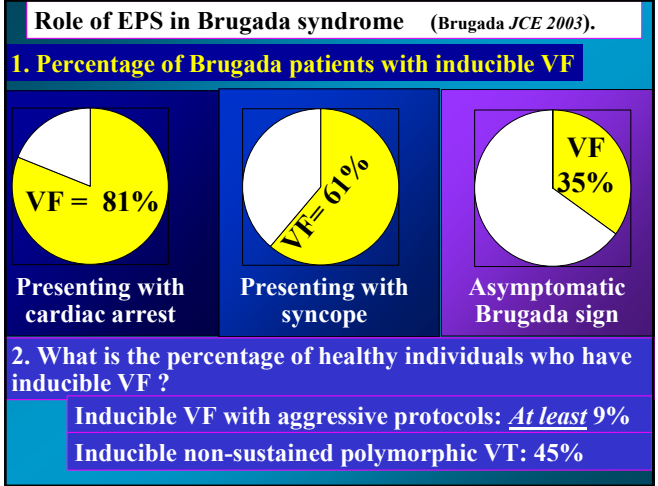 Role of EPS in Brugada syndrome (Brugada JCE 2003).
1. Percentage of Brugada patients with inducible VF
VF = 81%
VF= 61%
VF
35%
Presenting with
cardiac arrest
Presenting with
syncope
Asymptomatic
Brugada sign
2. What is the percentage of healthy individuals who have
inducible VF ?
Inducible VF with aggressive protocols: At least 9%
Inducible non-sustained polymorphic VT: 45%